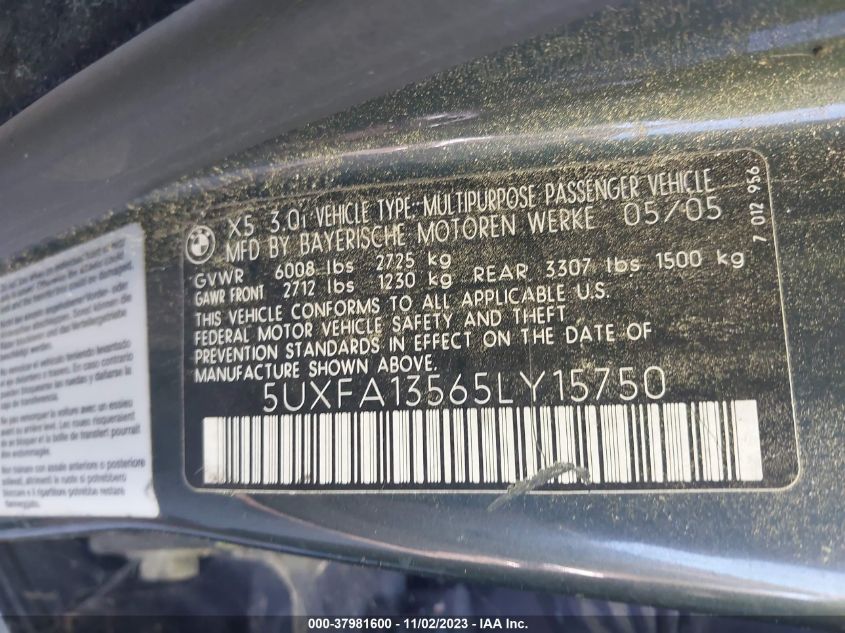 X5 3.0i VEHICLE TYPE: MULTIPURPOSE PASSENGER VEHICLE
MFD BY BAYERISCHE MOTOREN WERKE 05/05
GVWR 6008 lbs 2725 kg
GAWR FRONT 2712 lbs 1230 kg REAR 3307 lbs 1500 kg
THIS VEHICLE CONFORMS TO ALL APPLICABLE U.S.
FEDERAL MOTOR VEHICLE SAFETY AND THEFT
PREVENTION STANDARDS IN EFFECT ON THE DATE OF
MANUFACTURE SHOWN ABOVE.
5UXFA13565LY15750
7 012 956
000-37981600 - 11/02/2023 - IAA Inc.